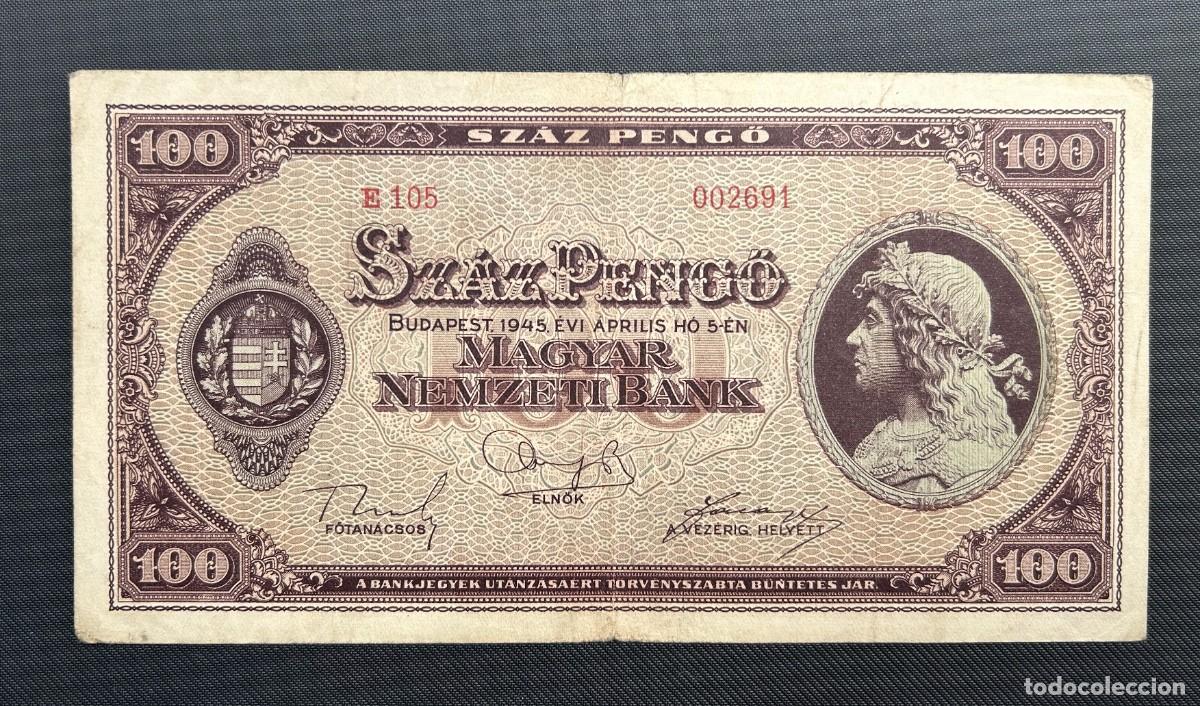 100 SZÁZ PENGŐ 100
E 105 002691
SZÁZ PENGŐ
BUDAPEST, 1945. ÉVI ÁPRILIS HÓ 5-ÉN
MAGYAR
NEMZETI BANK
ELNÖK
FŐTANÁCSOS
A VEZÉRIG. HELYETT
100 A BANKJEGYEK UTÁNZÁSÁÉRT TÖRVÉNYSZABTA BÜNTETÉS JÁR. 100
todocoleccion